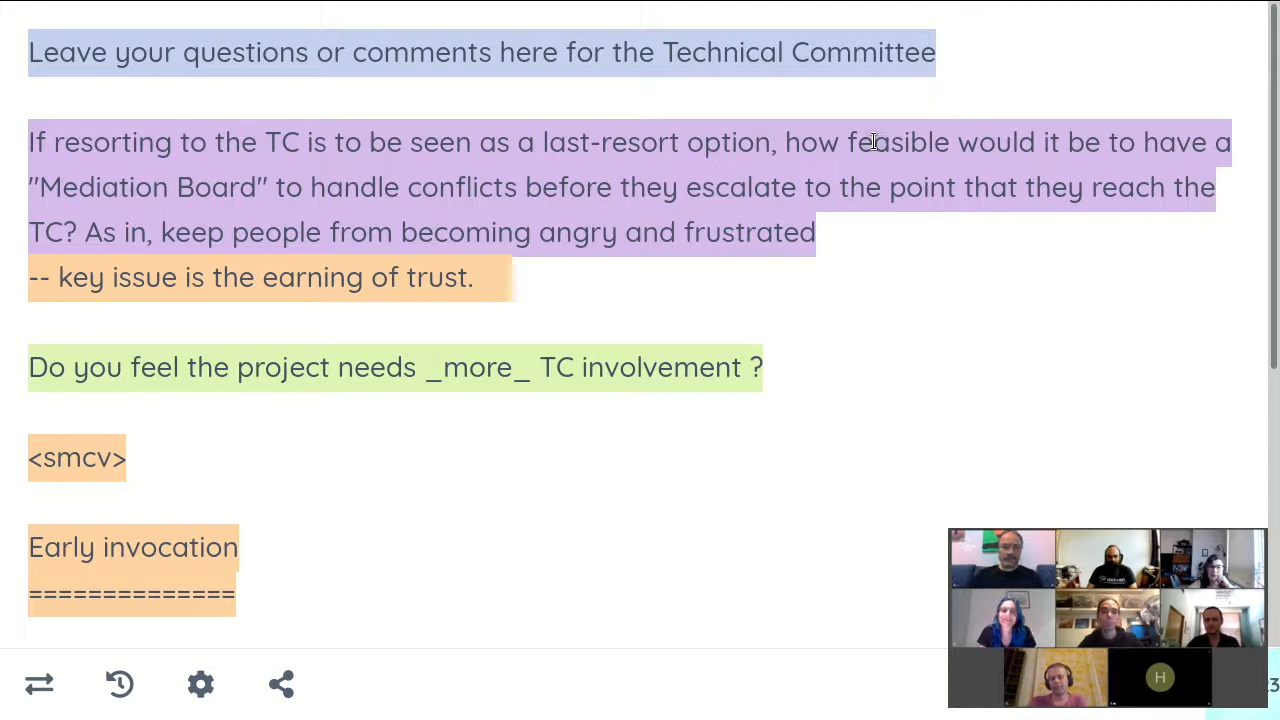 Leave your questions or comments here for the Technical Committee
If resorting to the TC is to be seen as a last-resort option, how feasible would it be to have a
"Mediation Board" to handle conflicts before they escalate to the point that they reach the
TC? As in, keep people from becoming angry and frustrated
-- key issue is the earning of trust.
Do you feel the project needs _more_ TC involvement ?
<smcv>
Early invocation
==============
H